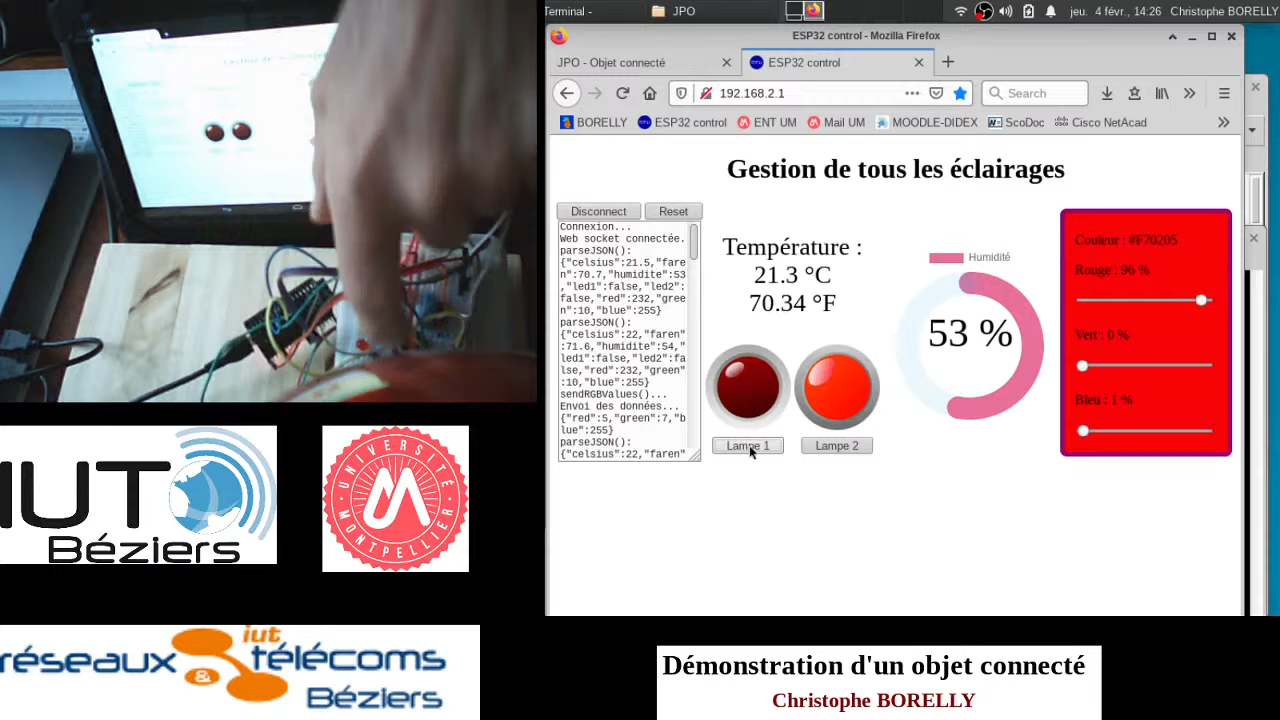 Terminal -
JPO
jeu. 4 févr., 14:26
Christophe BORELLY
ESP32 control - Mozilla Firefox
JPO - Objet connecté
ESP32 control
192.168.2.1
Search
BORELLY
ESP32 control
ENT UM
Mail UM
MOODLE-DIDEX
ScoDoc
Cisco NetAcad
Gestion de tous les éclairages
Disconnect
Reset
Connexion...
Web socket connectée.
parseJSON():
{"celsius":21.5,"fare
n":70.7,"humidite":53
,"led1":false,"led2":
false,"red":232,"gree
n":10,"blue":255}
parseJSON():
{"celsius":22,"faren"
:71.6,"humidite":54,"
led1":false,"led2":fa
lse,"red":232,"green"
:10,"blue":255}
sendRGBValues()...
Envoi des données...
{"red":5,"green":7,"b
lue":255}
parseJSON():
{"celsius":22,"faren"
Température :
21.3 °C
70.34 °F
Lampe 1
Lampe 2
Humidité
53 %
Couleur : #F70205
Rouge : 96 %
Vert : 0 %
Bleu : 1 %
IUT
Béziers
UNIVERSITÉ
MONTPELLIER
iut
réseaux & télécoms
Béziers
Démonstration d'un objet connecté
Christophe BORELLY